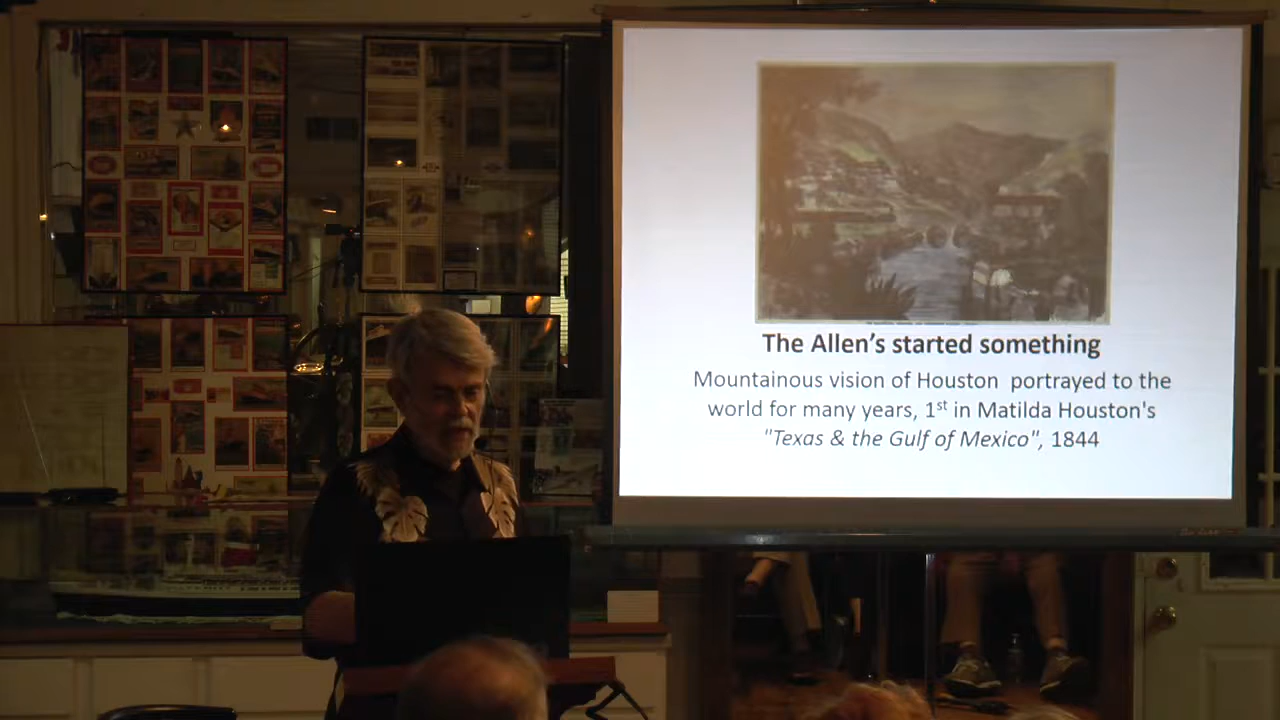 The Allen's started something
Mountainous vision of Houston portrayed to the
world for many years, 1st in Matilda Houston's
"Texas & the Gulf of Mexico", 1844